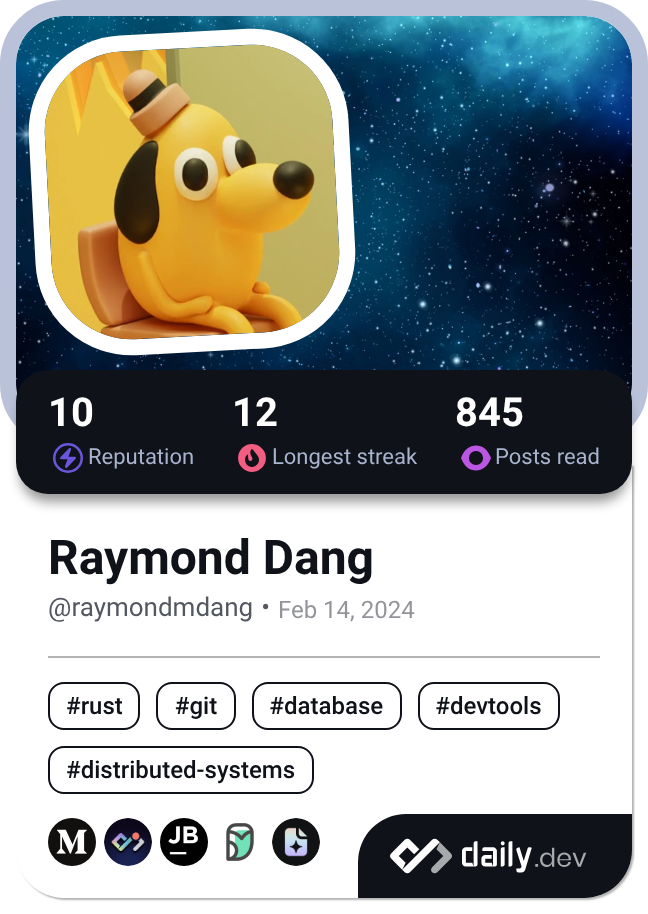 10 12 845
Reputation Longest streak Posts read
Raymond Dang
@raymondmdang • Feb 14, 2024
#rust #git #database #devtools
#distributed-systems
M JB daily.dev